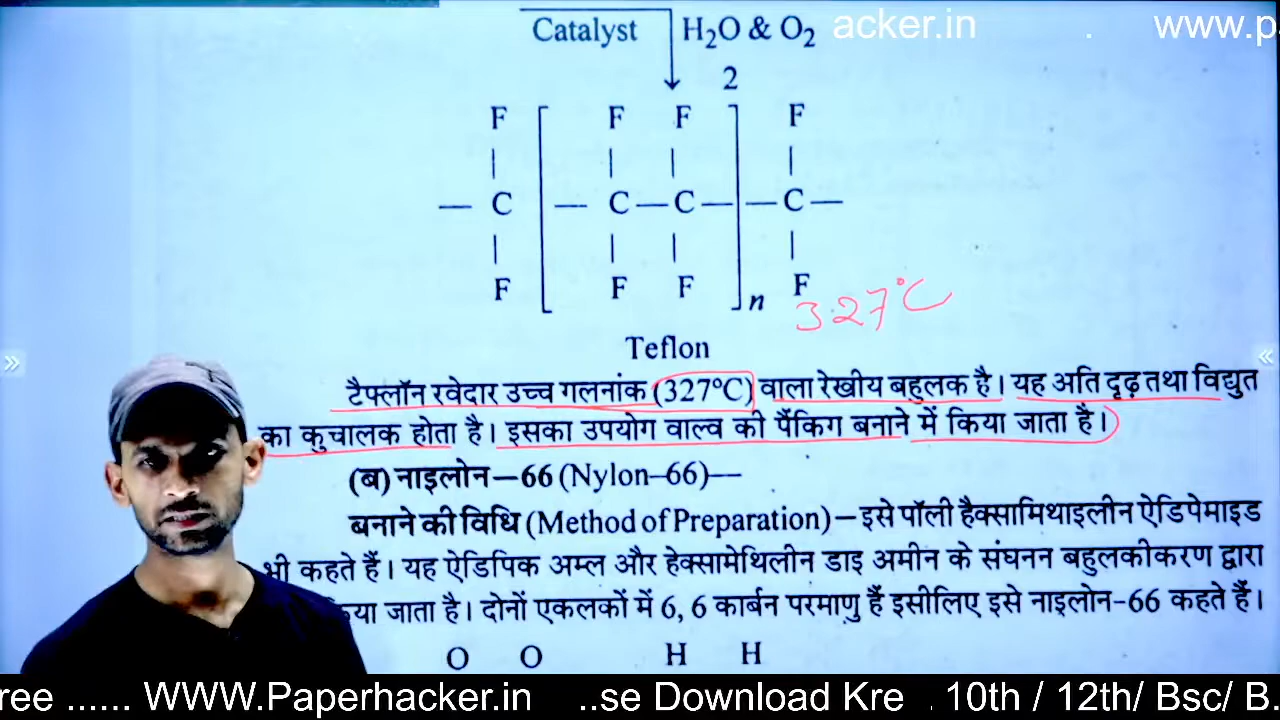 acker.in . www.p
Catalyst H₂O & O₂
2
F F F F
— C — C—C— —C—
F F F F
n
327°C
Teflon
टैफ्लॉन रवेदार उच्च गलनांक (327°C) वाला रेखीय बहुलक है। यह अति दृढ़ तथा विद्युत
का कुचालक होता है। इसका उपयोग वाल्व की पैंकिग बनाने में किया जाता है।)
(ब) नाइलोन—66 (Nylon–66)—
बनाने की विधि (Method of Preparation) — इसे पॉली हैक्सामिथाइलीन ऐडिपेमाइड
भी कहते हैं। यह ऐडिपिक अम्ल और हेक्सामेथिलीन डाइ अमीन के संघनन बहुलकीकरण द्वारा
किया जाता है। दोनों एकलकों में 6, 6 कार्बन परमाणु हैं इसीलिए इसे नाइलोन-66 कहते हैं।
O O H H
ree ...... WWW.Paperhacker.in ..se Download Kre . 10th / 12th/ Bsc/ B.